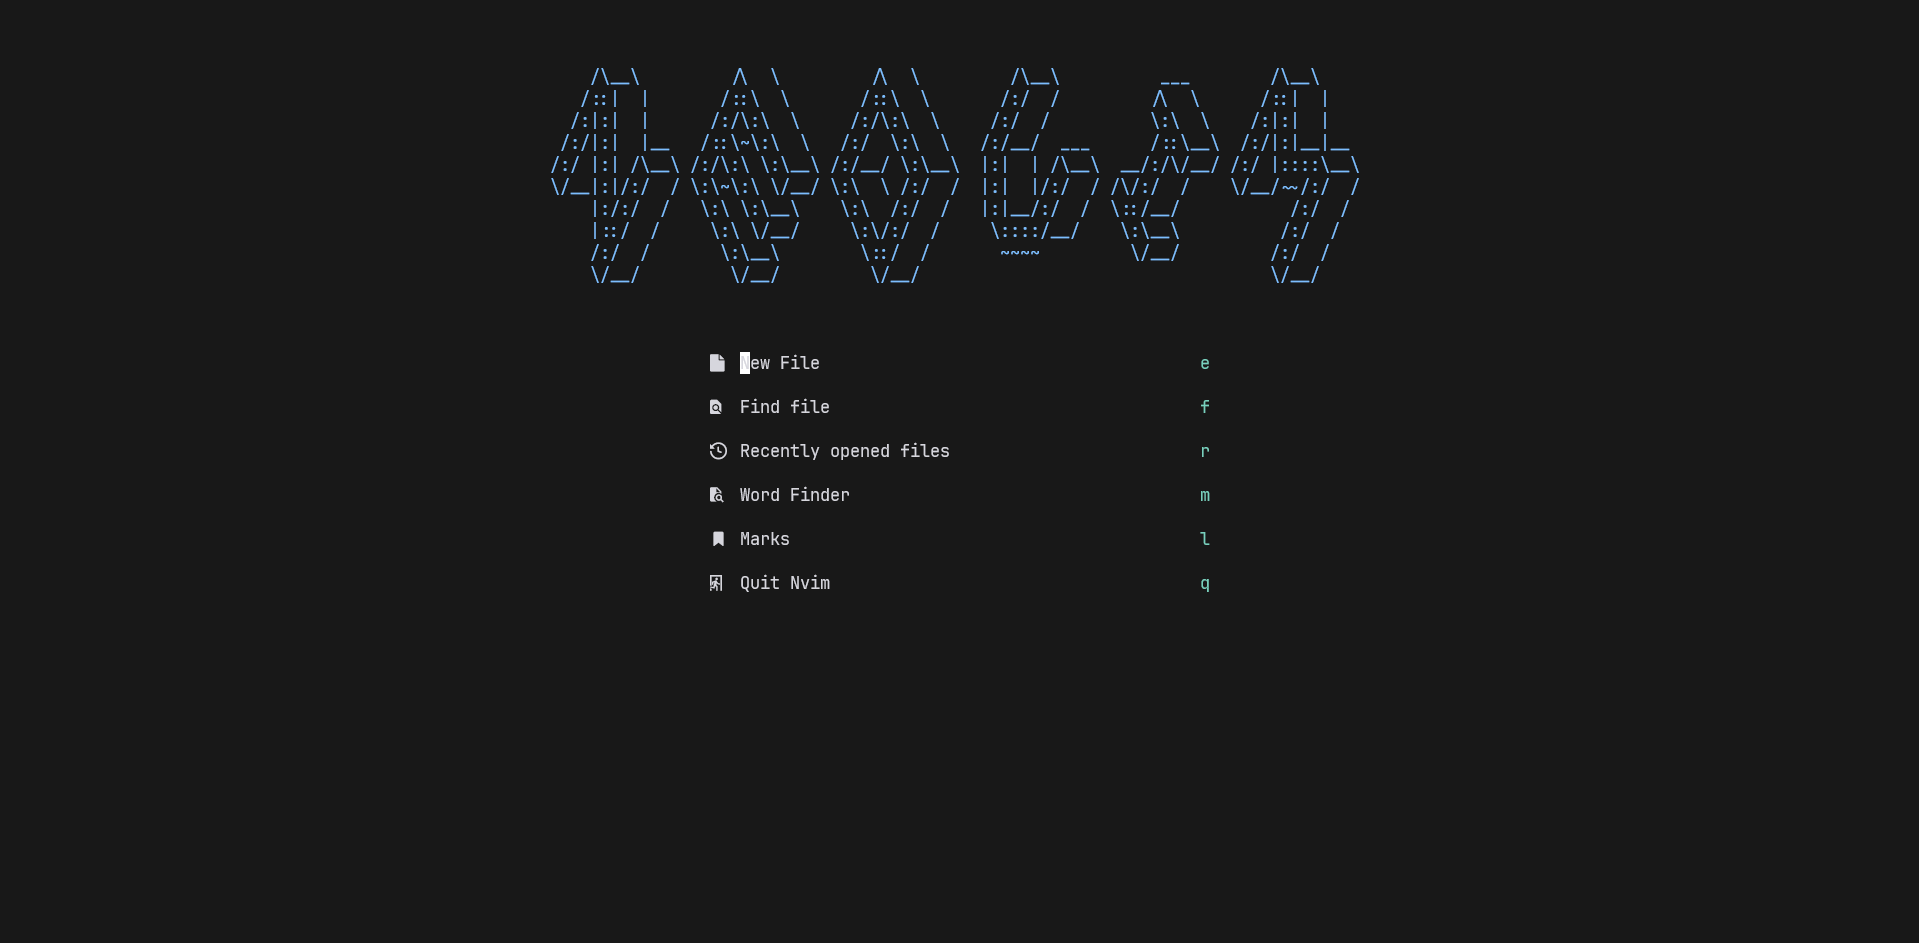 NEOVIM
New File e
Find file f
Recently opened files r
Word Finder m
Marks l
Quit Nvim q